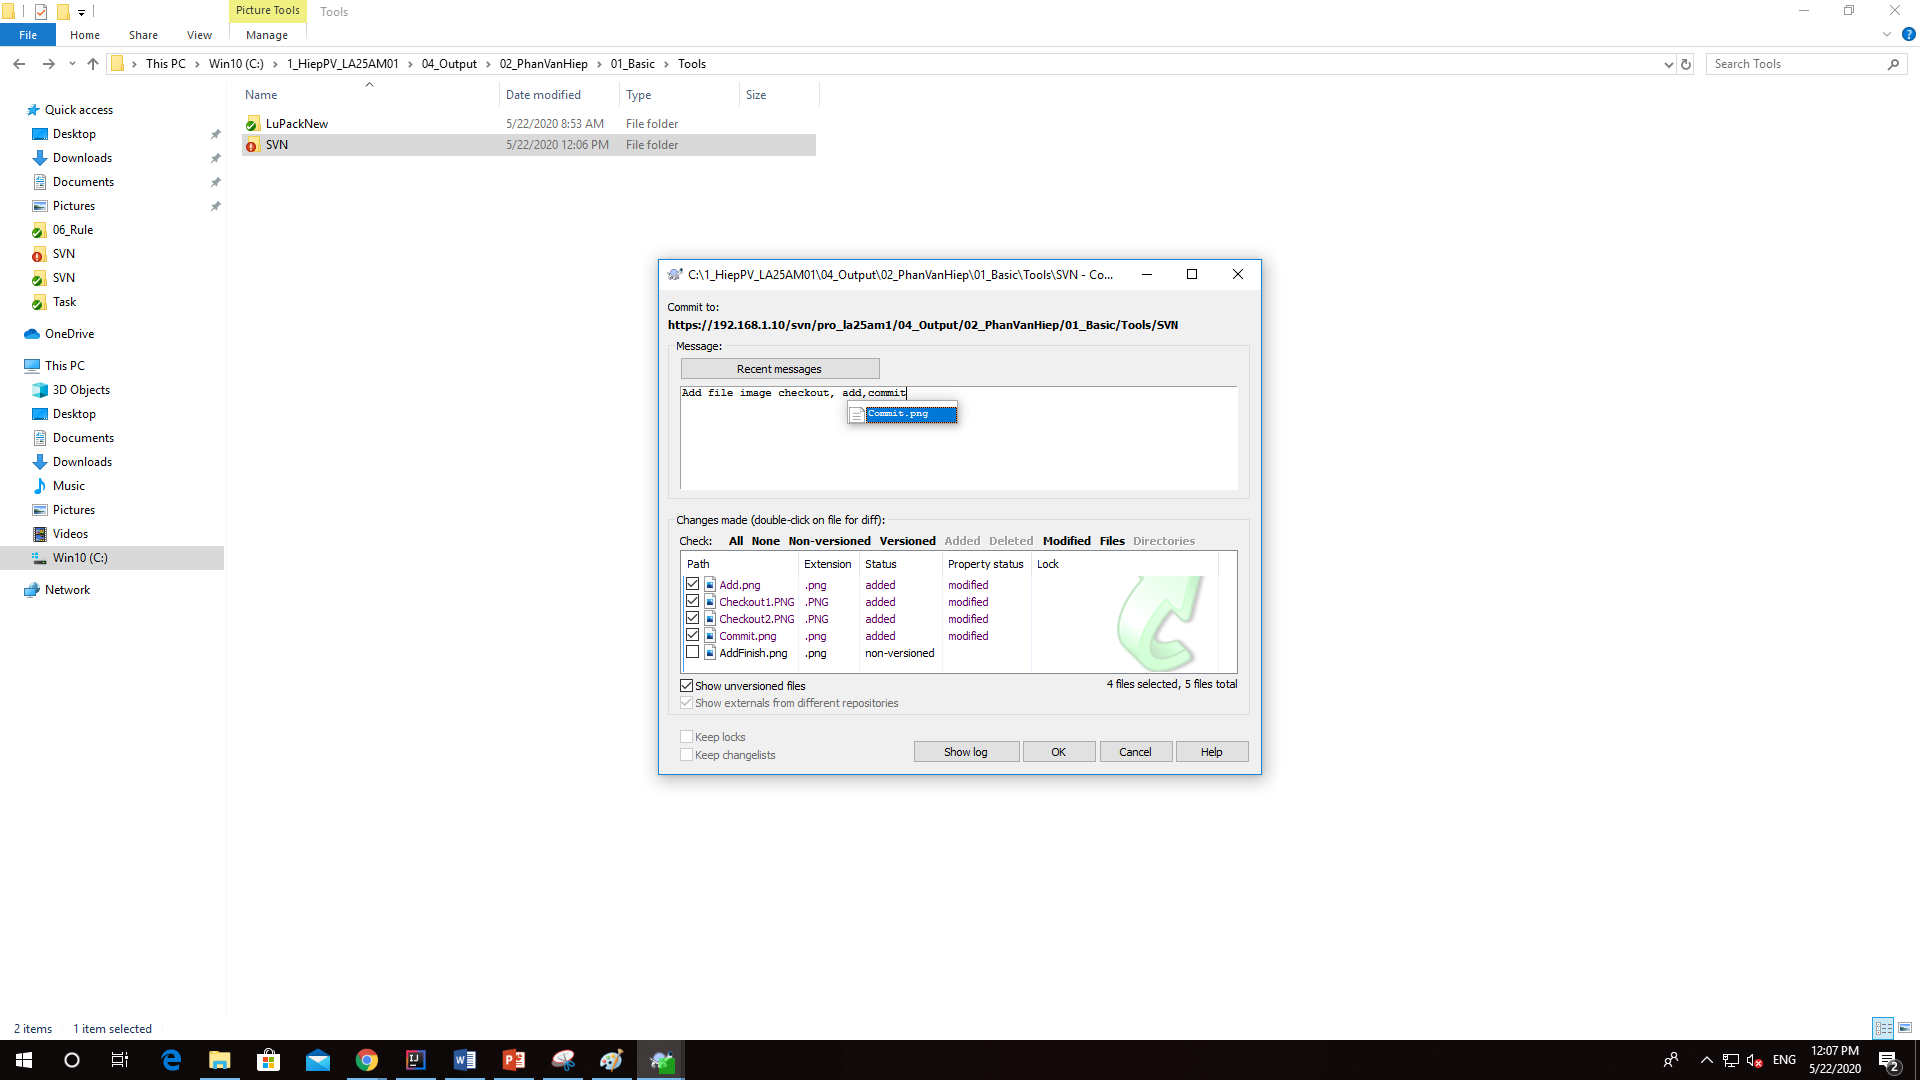 Picture Tools
Tools
File
Home
Share
View
Manage
This PC
Win10 (C:)
1_HiepPV_LA25AM01
04_Output
02_PhanVanHiep
01_Basic
Tools
Search Tools
Name
Date modified
Type
Size
LuPackNew 5/22/2020 8:53 AM File folder
SVN 5/22/2020 12:06 PM File folder
Quick access
Desktop
Downloads
Documents
Pictures
06_Rule
SVN
SVN
Task
OneDrive
This PC
3D Objects
Desktop
Documents
Downloads
Music
Pictures
Videos
Win10 (C:)
Network
C:\1_HiepPV_LA25AM01\04_Output\02_PhanVanHiep\01_Basic\Tools\SVN - Co...
Commit to:
https://192.168.1.10/svn/pro_la25am1/04_Output/02_PhanVanHiep/01_Basic/Tools/SVN
Message:
Recent messages
Add file image checkout, add,commit
Commit.png
Changes made (double-click on file for diff):
Check: All None Non-versioned Versioned Added Deleted Modified Files Directories
Path Extension Status Property status Lock
Add.png .png added modified
Checkout1.PNG .PNG added modified
Checkout2.PNG .PNG added modified
Commit.png .png added modified
AddFinish.png .png non-versioned
Show unversioned files
4 files selected, 5 files total
Show externals from different repositories
Keep locks
Keep changelists
Show log
OK
Cancel
Help
2 items 1 item selected
ENG
12:07 PM
5/22/2020
2